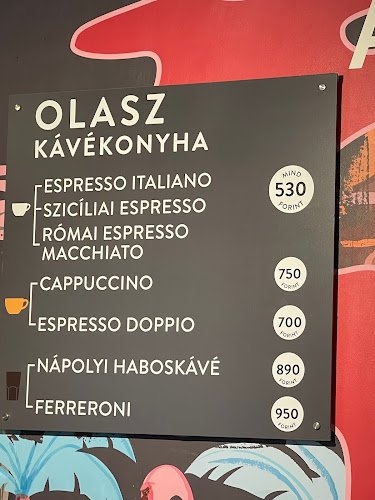 OLASZ
KÁVÉKONYHA
ESPRESSO ITALIANO
MIND
530
FORINT
SZICÍLIAI ESPRESSO
RÓMAI ESPRESSO
MACCHIATO
CAPPUCCINO
750
FORINT
ESPRESSO DOPPIO
700
FORINT
NÁPOLYI HABOSKÁVÉ
890
FORINT
FERRERONI
950
FORINT